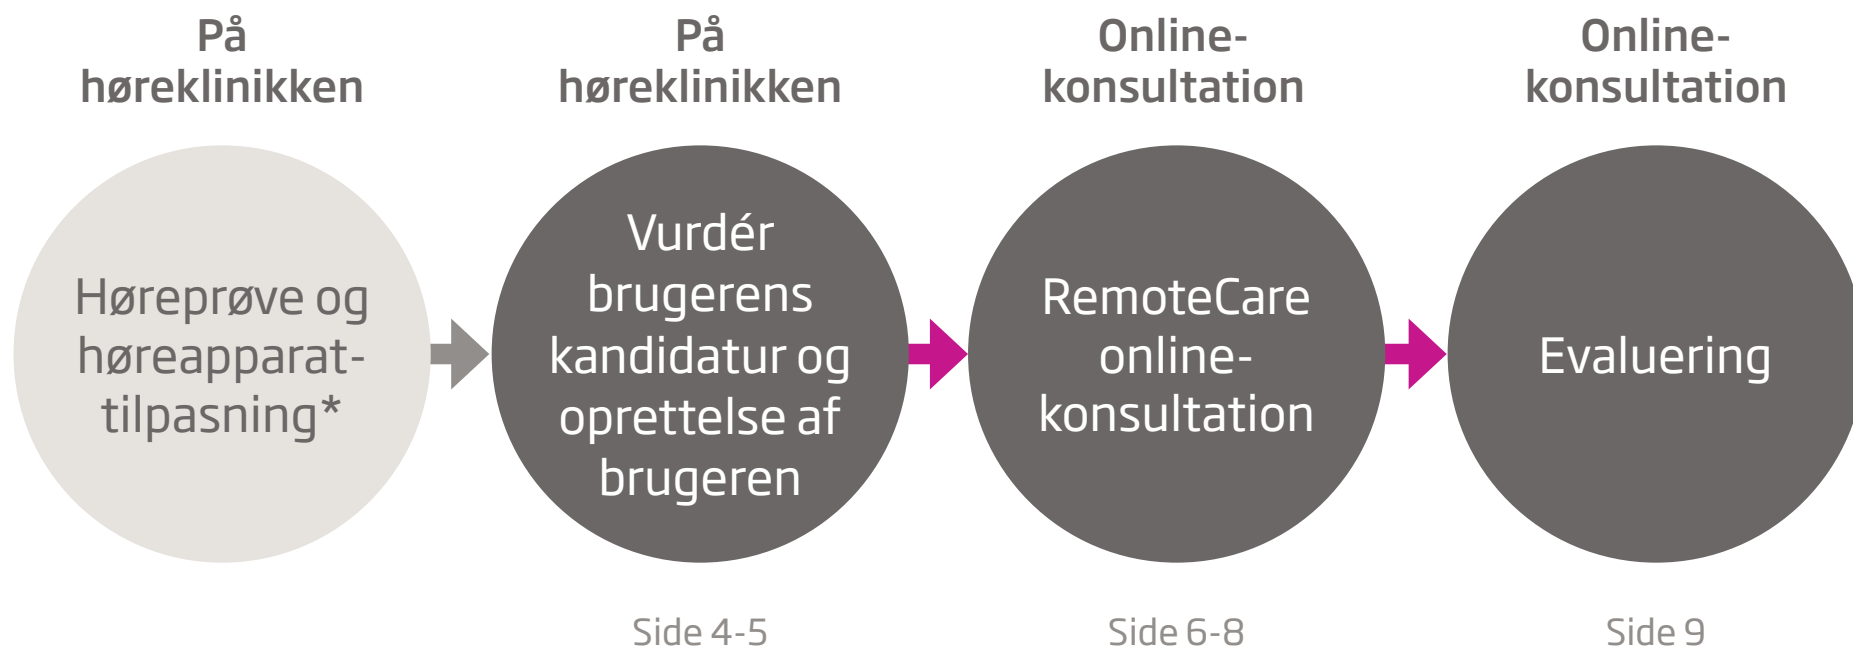 På
høreklinikken
På
høreklinikken
Online-
konsultation
Online-
konsultation
Høreprøve og
høreapparat-
tilpasning*
Vurdér
brugerens
kandidatur og
oprettelse af
brugeren
RemoteCare
online-
konsultation
Evaluering
Side 4-5
Side 6-8
Side 9